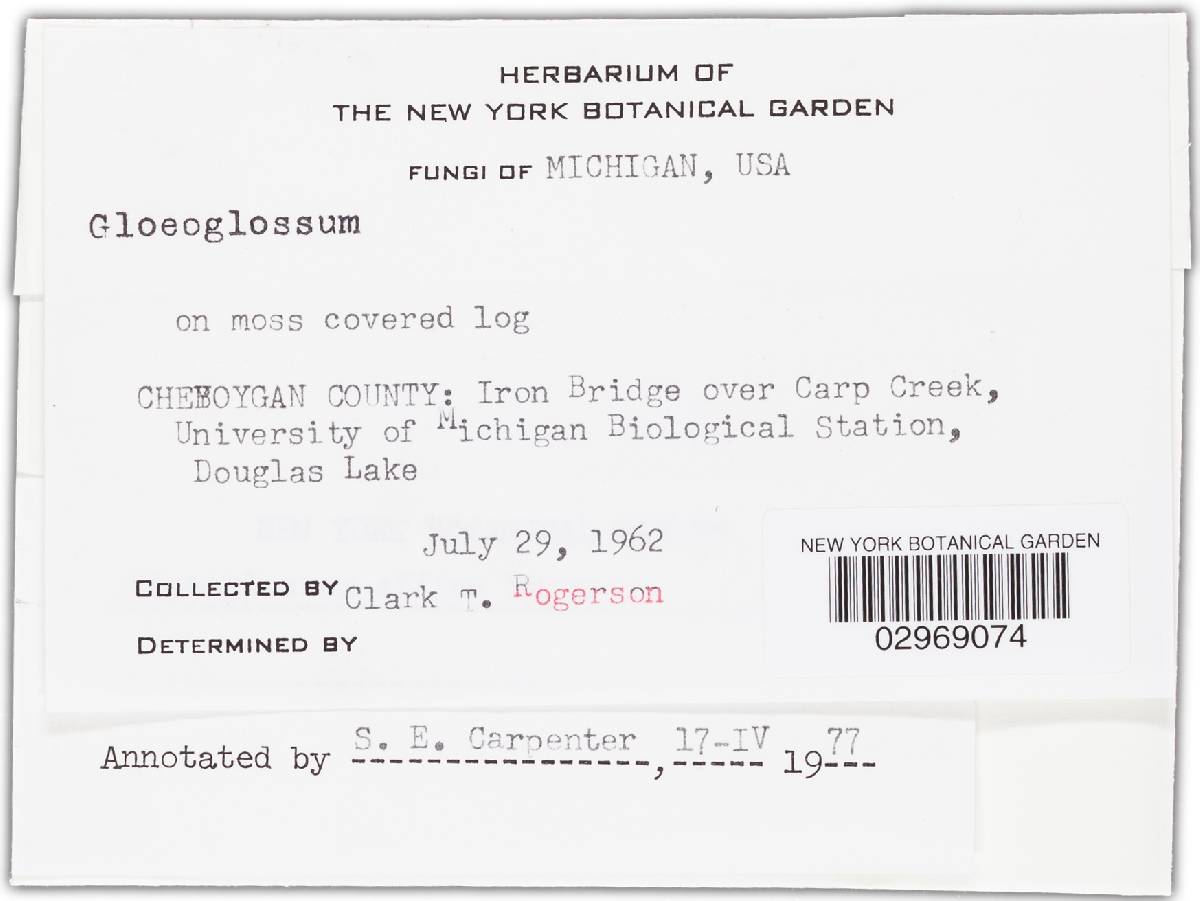 HERBARIUM OF
THE NEW YORK BOTANICAL GARDEN
FUNGI OF MICHIGAN, USA
Gloeoglossum
on moss covered log
CHEBOYGAN COUNTY: Iron Bridge over Carp Creek,
University of Michigan Biological Station,
Douglas Lake
July 29, 1962
COLLECTED BY Clark T. Rogerson
DETERMINED BY
NEW YORK BOTANICAL GARDEN
02969074
Annotated by S. E. Carpenter, 17-IV 1977